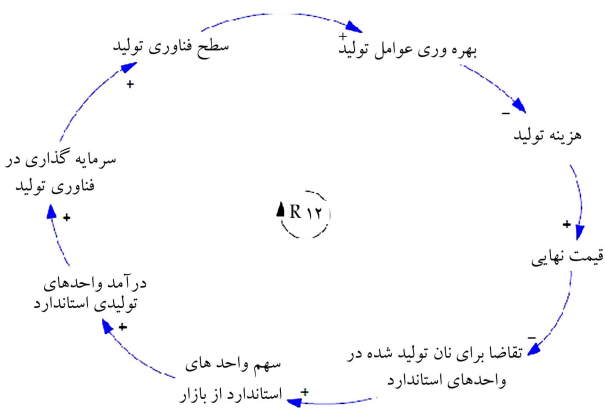 سطح فناوری تولید
+
بهره وری عوامل تولید
+
–
هزینه تولید
سرمایه گذاری در
فناوری تولید
R ۱۲
+
+
قیمت نهایی
درآمد واحدهای
تولیدی استاندارد
+
–
تقاضا برای نان تولید شده در
واحدهای استاندارد
سهم واحد های
استاندارد از بازار
+